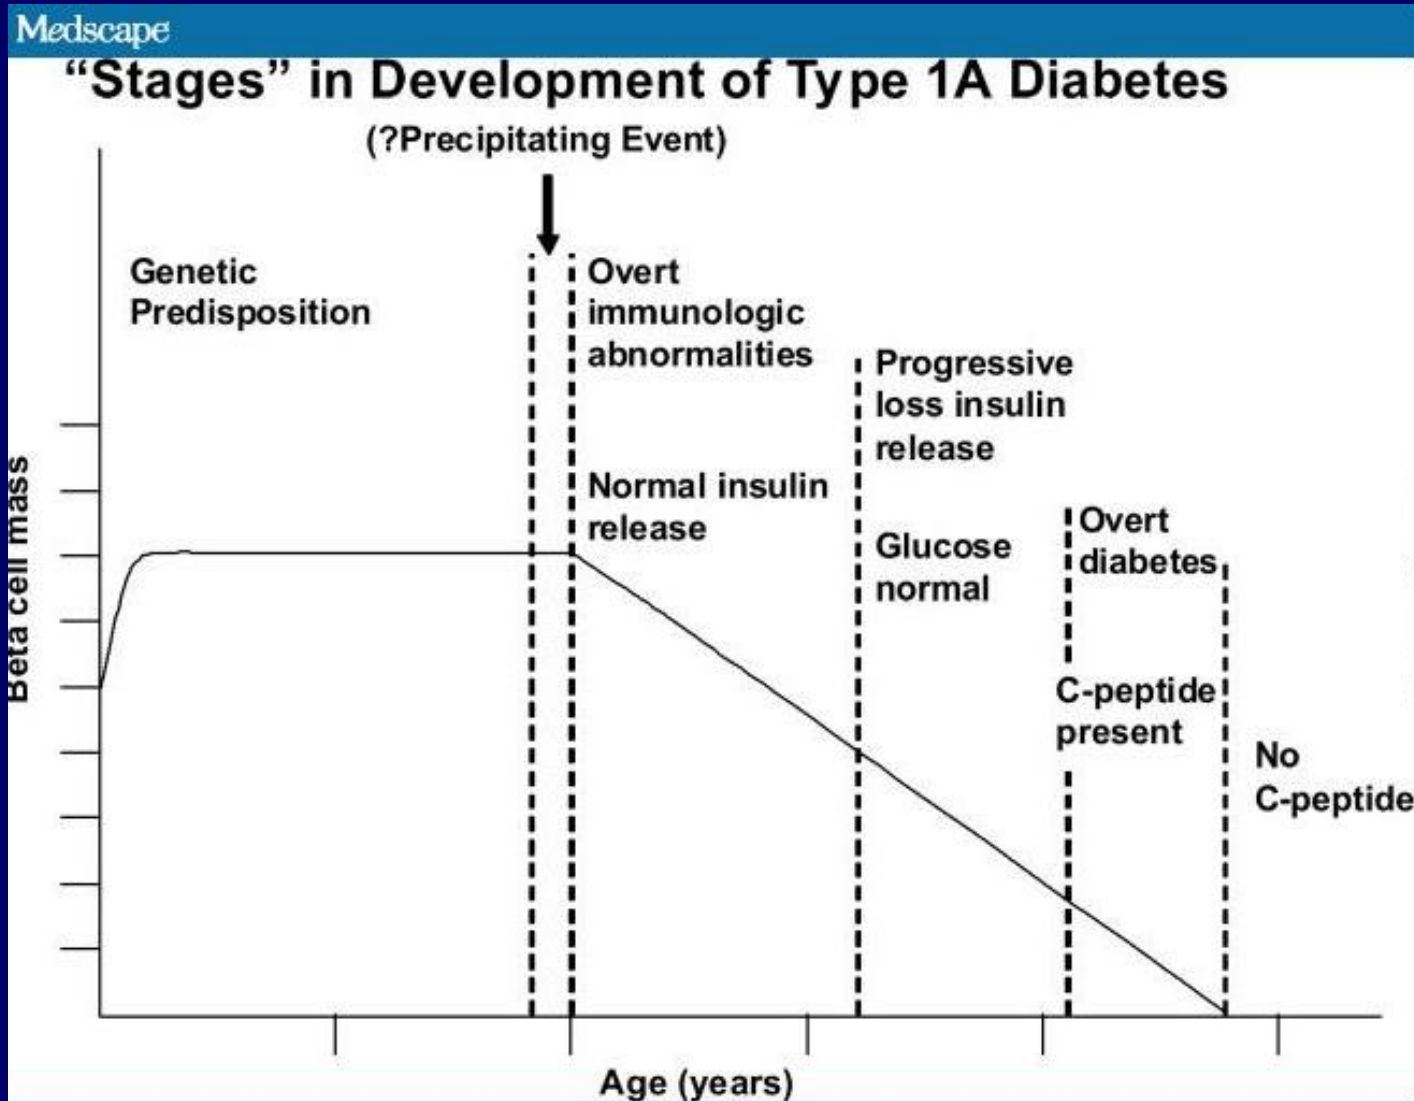 Medscape
“Stages” in Development of Type 1A Diabetes
(?Precipitating Event)
Genetic
Predisposition
Overt
immunologic
abnormalities
Normal insulin
release
Progressive
loss insulin
release
Glucose
normal
Overt
diabetes
C-peptide
present
No
C-peptide
Beta cell mass
Age (years)